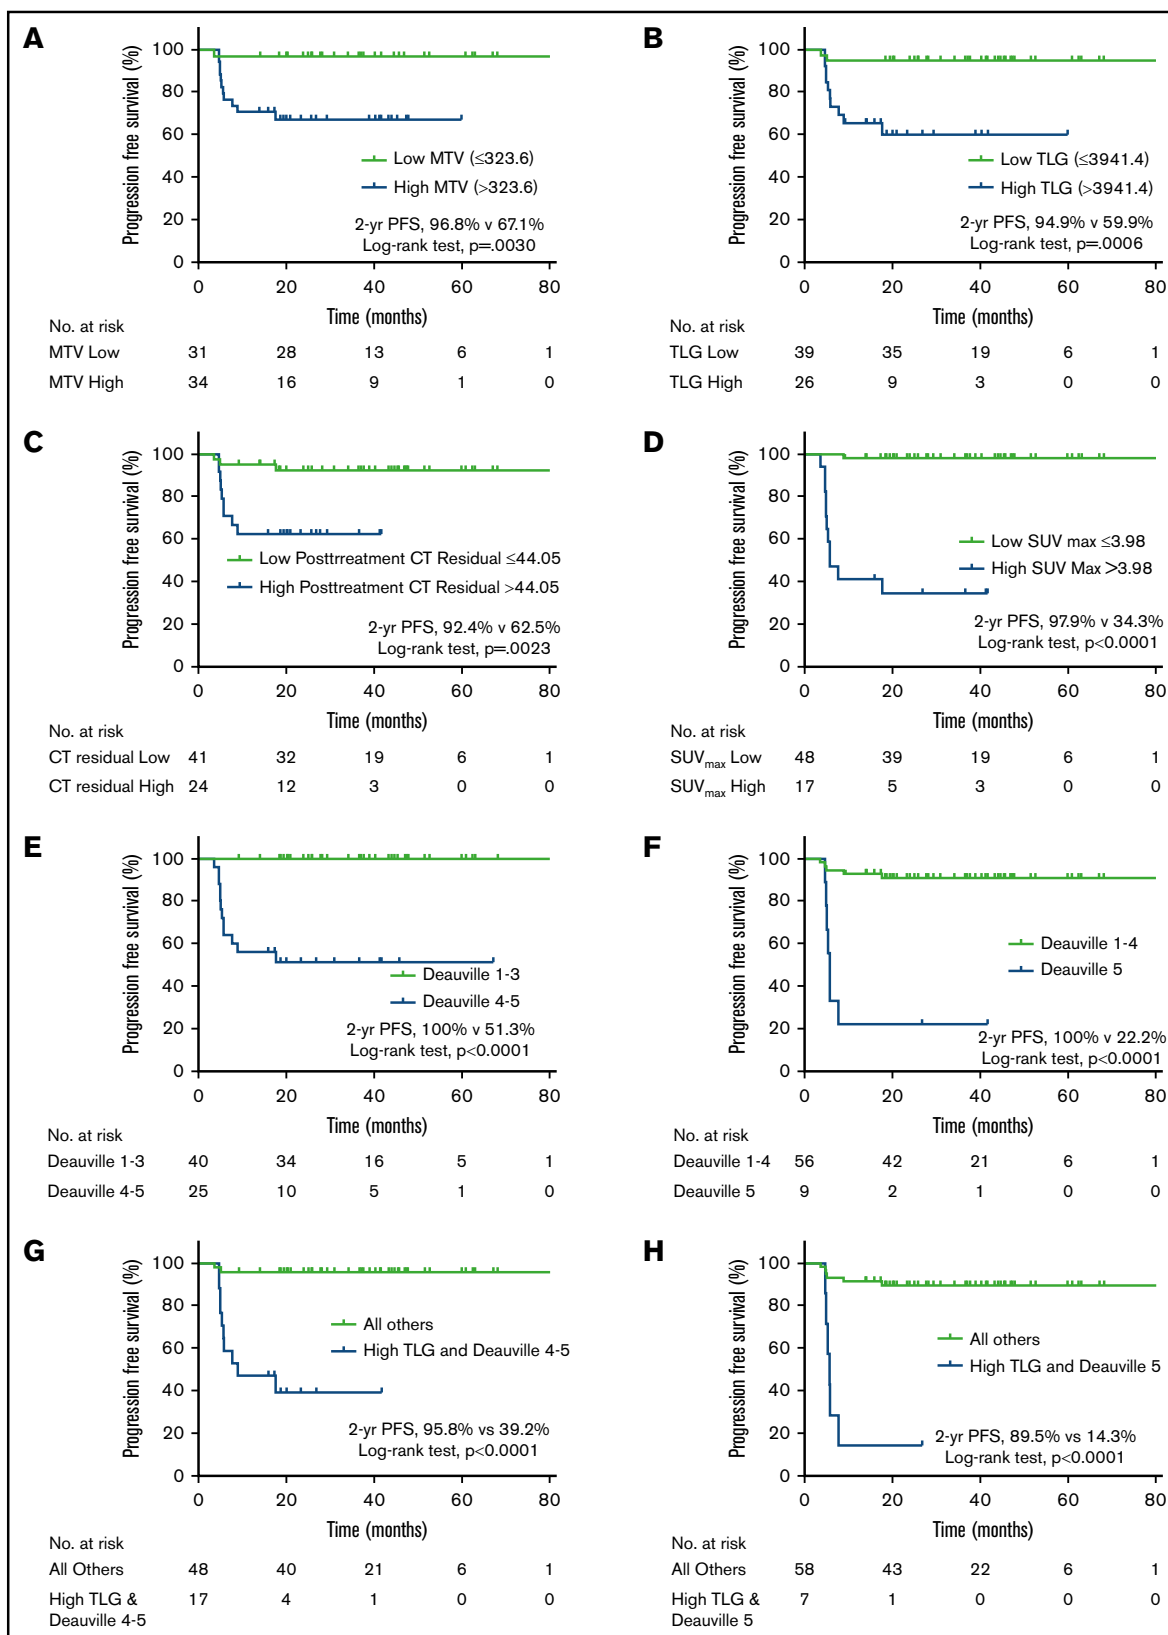 A
Progression free survival (%)
100
80
60
40
20
0
Low MTV (≤323.6)
High MTV (>323.6)
2-yr PFS, 96.8% v 67.1%
Log-rank test, p=.0030
0 20 40 60 80
Time (months)
No. at risk
MTV Low 31 28 13 6 1
MTV High 34 16 9 1 0
B
Progression free survival (%)
100
80
60
40
20
0
Low TLG (≤3941.4)
High TLG (>3941.4)
2-yr PFS, 94.9% v 59.9%
Log-rank test, p=.0006
0 20 40 60 80
Time (months)
No. at risk
TLG Low 39 35 19 6 1
TLG High 26 9 3 0 0
C
Progression free survival (%)
100
80
60
40
20
0
Low Posttrreatment CT Residual ≤44.05
High Posttreatment CT Residual >44.05
2-yr PFS, 92.4% v 62.5%
Log-rank test, p=.0023
0 20 40 60 80
Time (months)
No. at risk
CT residual Low 41 32 19 6 1
CT residual High 24 12 3 0 0
D
Progression free survival (%)
100
80
60
40
20
0
Low SUV max ≤3.98
High SUV Max >3.98
2-yr PFS, 97.9% v 34.3%
Log-rank test, p<0.0001
0 20 40 60 80
Time (months)
No. at risk
SUVmax Low 48 39 19 6 1
SUVmax High 17 5 3 0 0
E
Progression free survival (%)
100
80
60
40
20
0
Deauville 1-3
Deauville 4-5
2-yr PFS, 100% v 51.3%
Log-rank test, p<0.0001
0 20 40 60 80
Time (months)
No. at risk
Deauville 1-3 40 34 16 5 1
Deauville 4-5 25 10 5 1 0
F
Progression free survival (%)
100
80
60
40
20
0
Deauville 1-4
Deauville 5
2-yr PFS, 100% v 22.2%
Log-rank test, p<0.0001
0 20 40 60 80
Time (months)
No. at risk
Deauville 1-4 56 42 21 6 1
Deauville 5 9 2 1 0 0
G
Progression free survival (%)
100
80
60
40
20
0
All others
High TLG and Deauville 4-5
2-yr PFS, 95.8% vs 39.2%
Log-rank test, p<0.0001
0 20 40 60 80
Time (months)
No. at risk
All Others 48 40 21 6 1
High TLG & 17 4 1 0 0
Deauville 4-5
H
Progression free survival (%)
100
80
60
40
20
0
All others
High TLG and Deauville 5
2-yr PFS, 89.5% vs 14.3%
Log-rank test, p<0.0001
0 20 40 60 80
Time (months)
No. at risk
All Others 58 43 22 6 1
High TLG & 7 1 0 0 0
Deauville 5